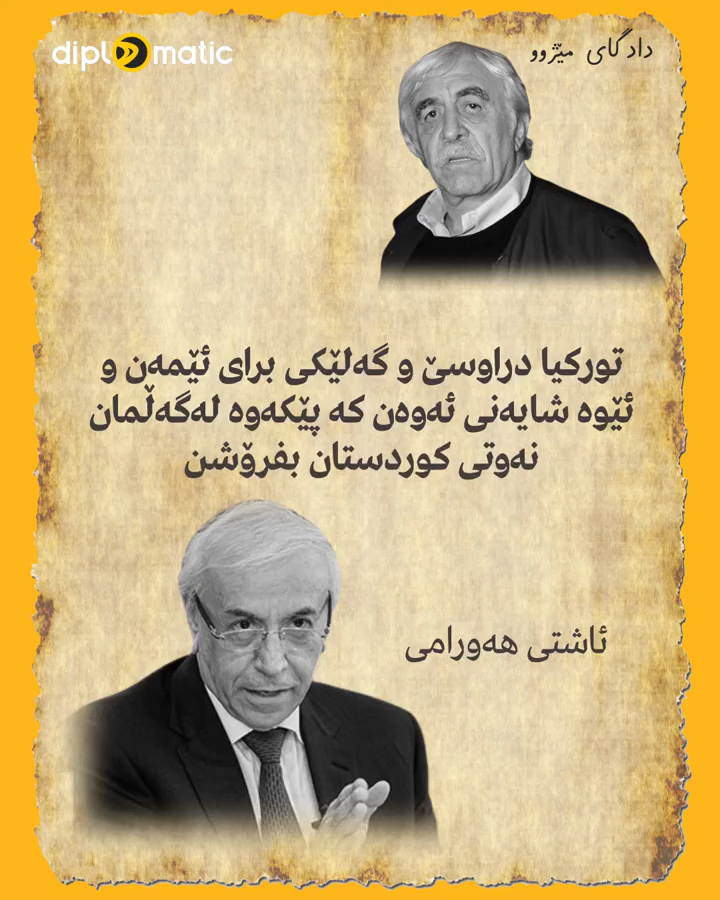 diplomatic
دادگای مێژوو
تورکیا دراوسێ و گەلێکی برای ئێمەن و
ئێوە شایەنی ئەوەن کە پێکەوە لەگەڵمان
نەوتی کوردستان بفرۆشن
ئاشتی هەورامی